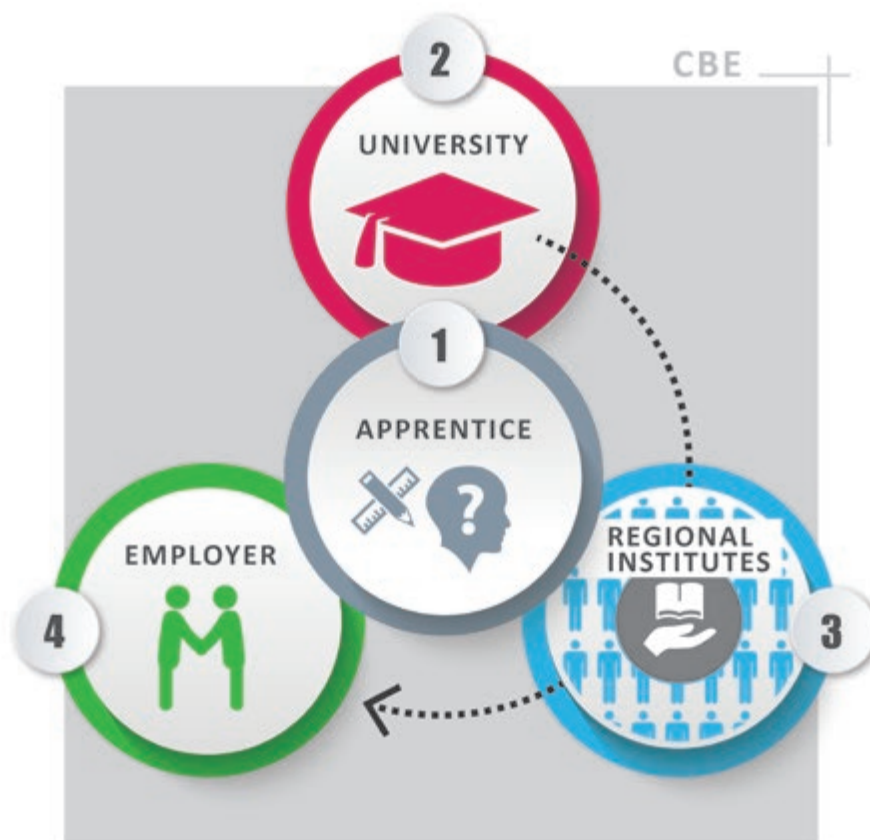 2
CBE
UNIVERSITY
1
APPRENTICE
?
EMPLOYER
REGIONAL
INSTITUTES
4
3